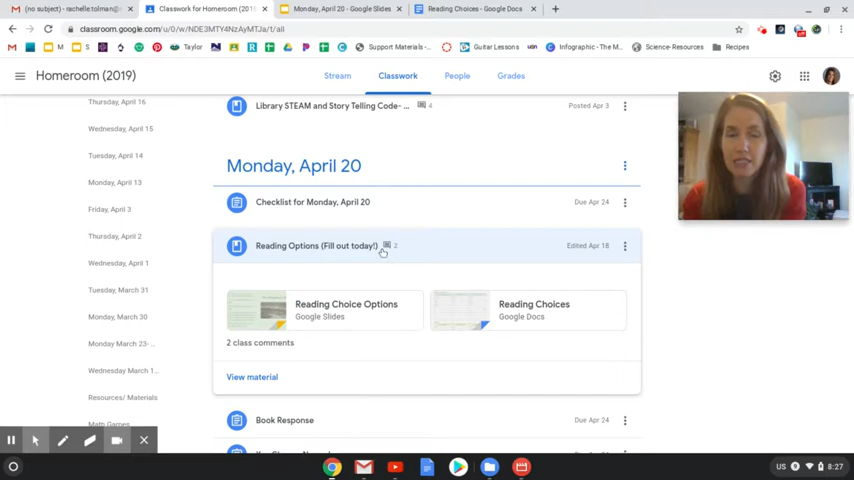 (no subject) - rachelle.tolman@
Classwork for Homeroom (2019)
Monday, April 20 - Google Slides
Reading Choices - Google Docs
classroom.google.com/u/0/w/NDE3MTY4NzAyMTJa/t/all
M
S
Taylor
Support Materials -...
Guitar Lessons
Infographic - The M...
Science- Resources
Recipes
Homeroom (2019)
Stream
Classwork
People
Grades
Thursday, April 16
Wednesday, April 15
Tuesday, April 14
Monday, April 13
Friday, April 3
Thursday, April 2
Wednesday, April 1
Tuesday, March 31
Monday, March 30
Monday March 23-...
Wednesday March 1...
Resources/ Materials
Math Games
Library STEAM and Story Telling Code- ...
4
Posted Apr 3
Monday, April 20
Checklist for Monday, April 20
Due Apr 24
Reading Options (Fill out today!)
2
Edited Apr 18
Reading Choice Options
Google Slides
Reading Choices
Google Docs
2 class comments
View material
Book Response
Due Apr 24
US
8:27